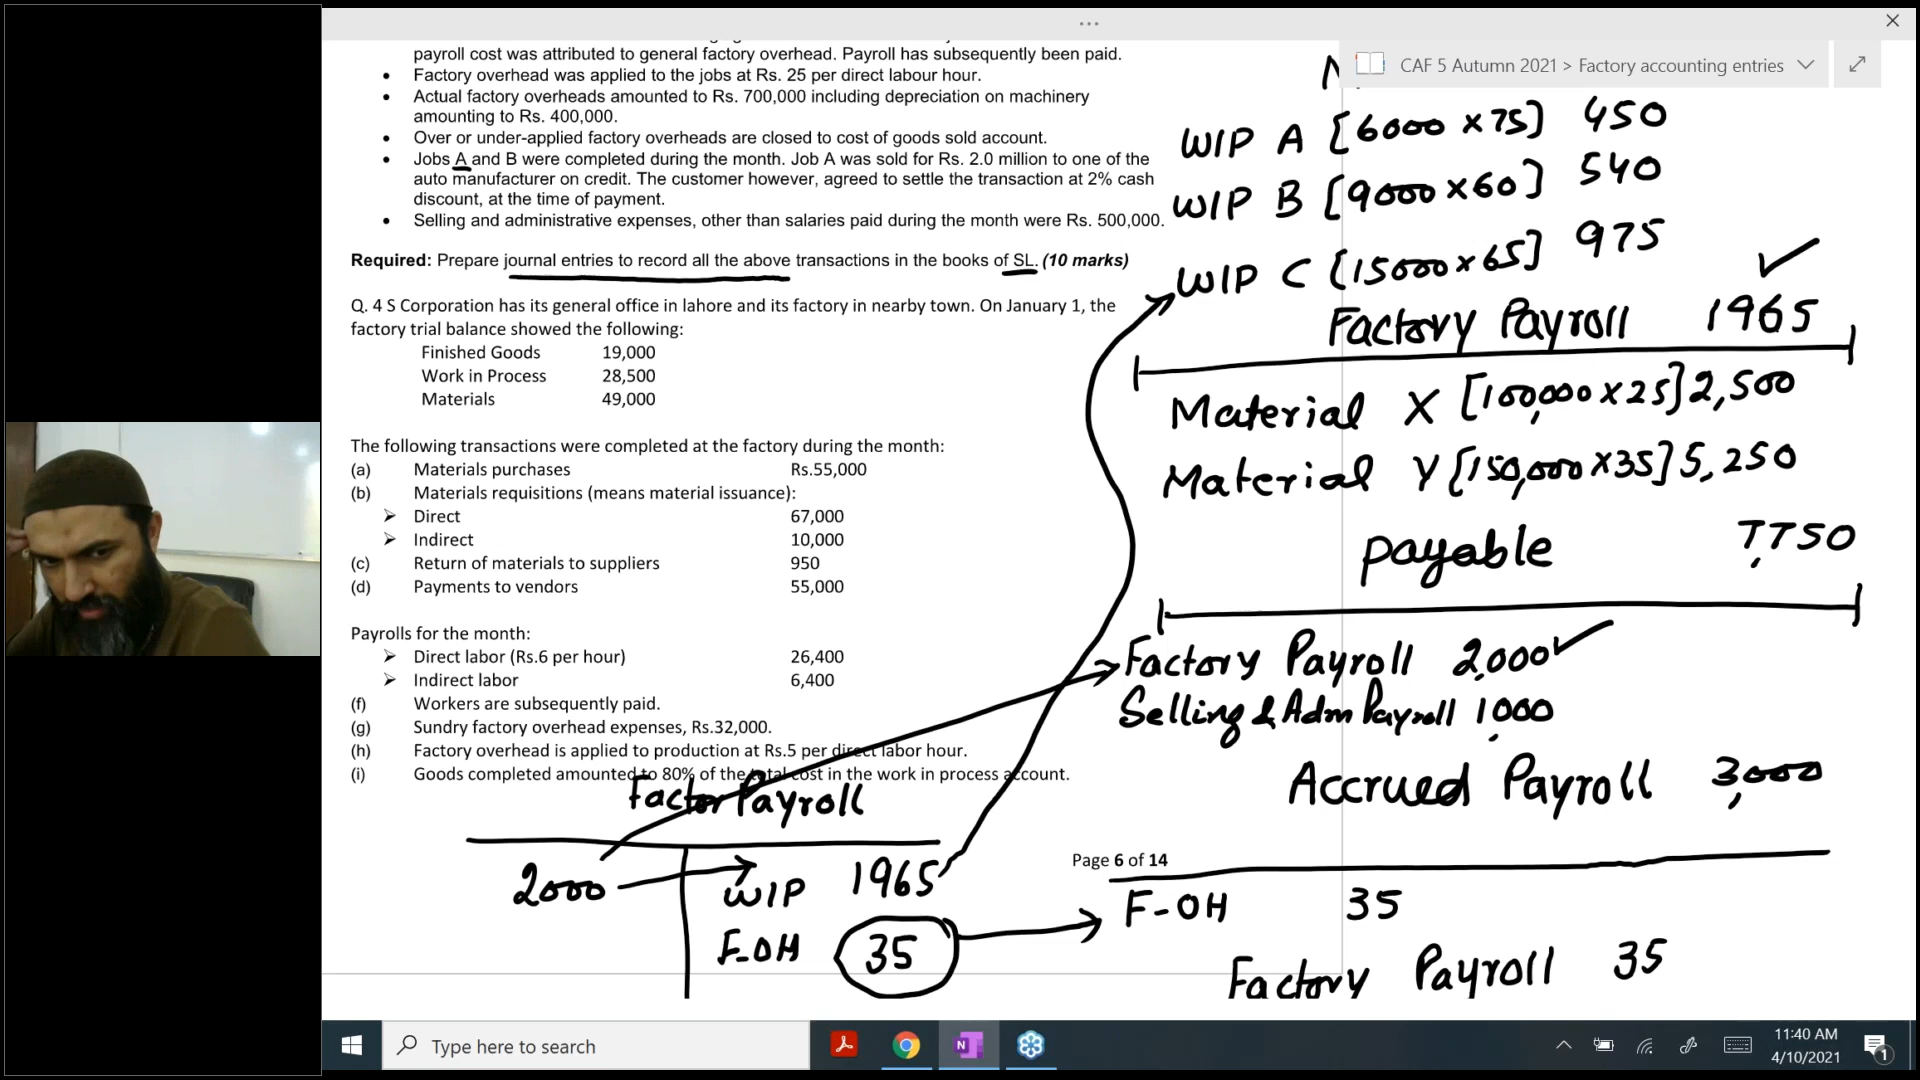 payroll cost was attributed to general factory overhead. Payroll has subsequently been paid.
• Factory overhead was applied to the jobs at Rs. 25 per direct labour hour.
• Actual factory overheads amounted to Rs. 700,000 including depreciation on machinery
amounting to Rs. 400,000.
• Over or under-applied factory overheads are closed to cost of goods sold account.
• Jobs A and B were completed during the month. Job A was sold for Rs. 2.0 million to one of the
auto manufacturer on credit. The customer however, agreed to settle the transaction at 2% cash
discount, at the time of payment.
• Selling and administrative expenses, other than salaries paid during the month were Rs. 500,000.
Required: Prepare journal entries to record all the above transactions in the books of SL. (10 marks)
Q. 4 S Corporation has its general office in lahore and its factory in nearby town. On January 1, the
factory trial balance showed the following:
Finished Goods 19,000
Work in Process 28,500
Materials 49,000
The following transactions were completed at the factory during the month:
(a) Materials purchases Rs.55,000
(b) Materials requisitions (means material issuance):
➢ Direct 67,000
➢ Indirect 10,000
(c) Return of materials to suppliers 950
(d) Payments to vendors 55,000
Payrolls for the month:
➢ Direct labor (Rs.6 per hour) 26,400
➢ Indirect labor 6,400
(f) Workers are subsequently paid.
(g) Sundry factory overhead expenses, Rs.32,000.
(h) Factory overhead is applied to production at Rs.5 per direct labor hour.
(i) Goods completed amounted to 80% of the total cost in the work in process account.
Factor Payroll
2000 WIP 1965
F-OH 35
Page 6 of 14
CAF 5 Autumn 2021 > Factory accounting entries
WIP A [6000 x 75] 450
WIP B [9000 x 60] 540
WIP C [15000 x 65] 975
Factory Payroll 1965
Material X [100,000 x 25] 2,500
Material Y [150,000 x 35] 5,250
payable 7,750
Factory Payroll 2,000
Selling & Adm Payroll 1,000
Accrued Payroll 3,000
F-OH 35
Factory Payroll 35
Type here to search
11:40 AM
4/10/2021
1